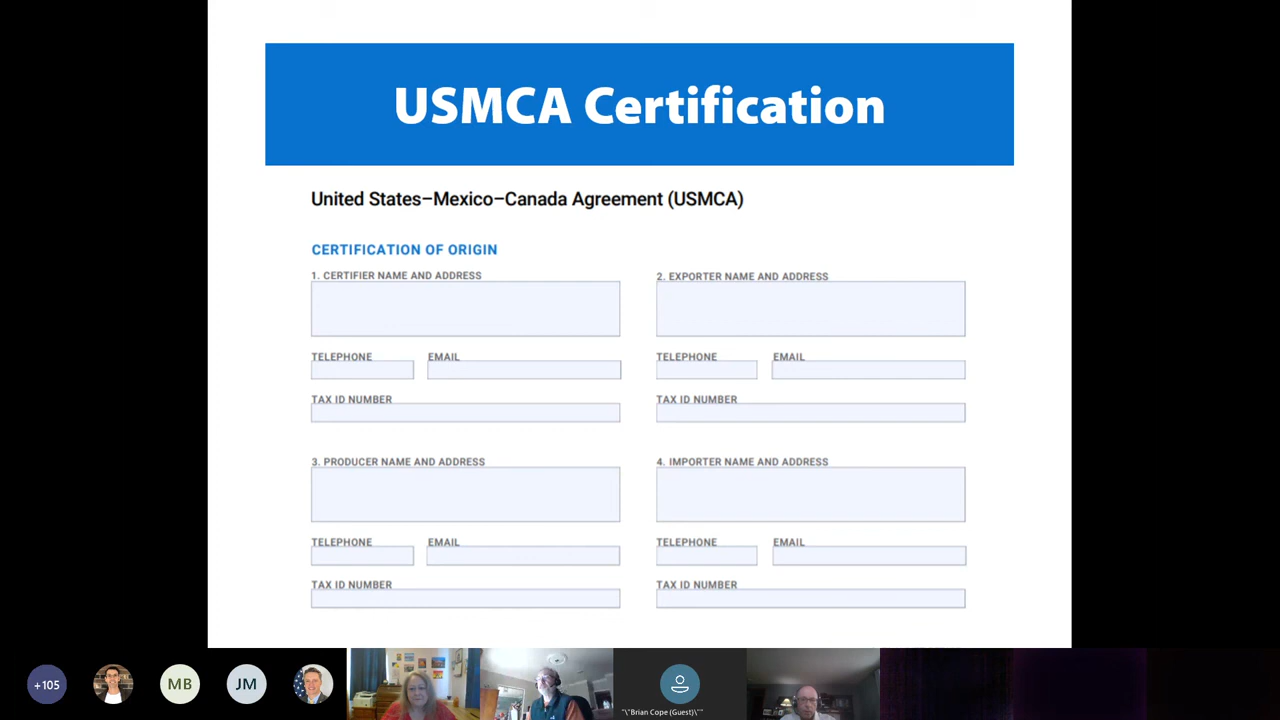 USMCA Certification
United States–Mexico–Canada Agreement (USMCA)
CERTIFICATION OF ORIGIN
1. CERTIFIER NAME AND ADDRESS
2. EXPORTER NAME AND ADDRESS
TELEPHONE
EMAIL
TELEPHONE
EMAIL
TAX ID NUMBER
TAX ID NUMBER
3. PRODUCER NAME AND ADDRESS
4. IMPORTER NAME AND ADDRESS
TELEPHONE
EMAIL
TELEPHONE
EMAIL
TAX ID NUMBER
TAX ID NUMBER
+105
MB
JM
"\"Brian Cope (Guest)\""